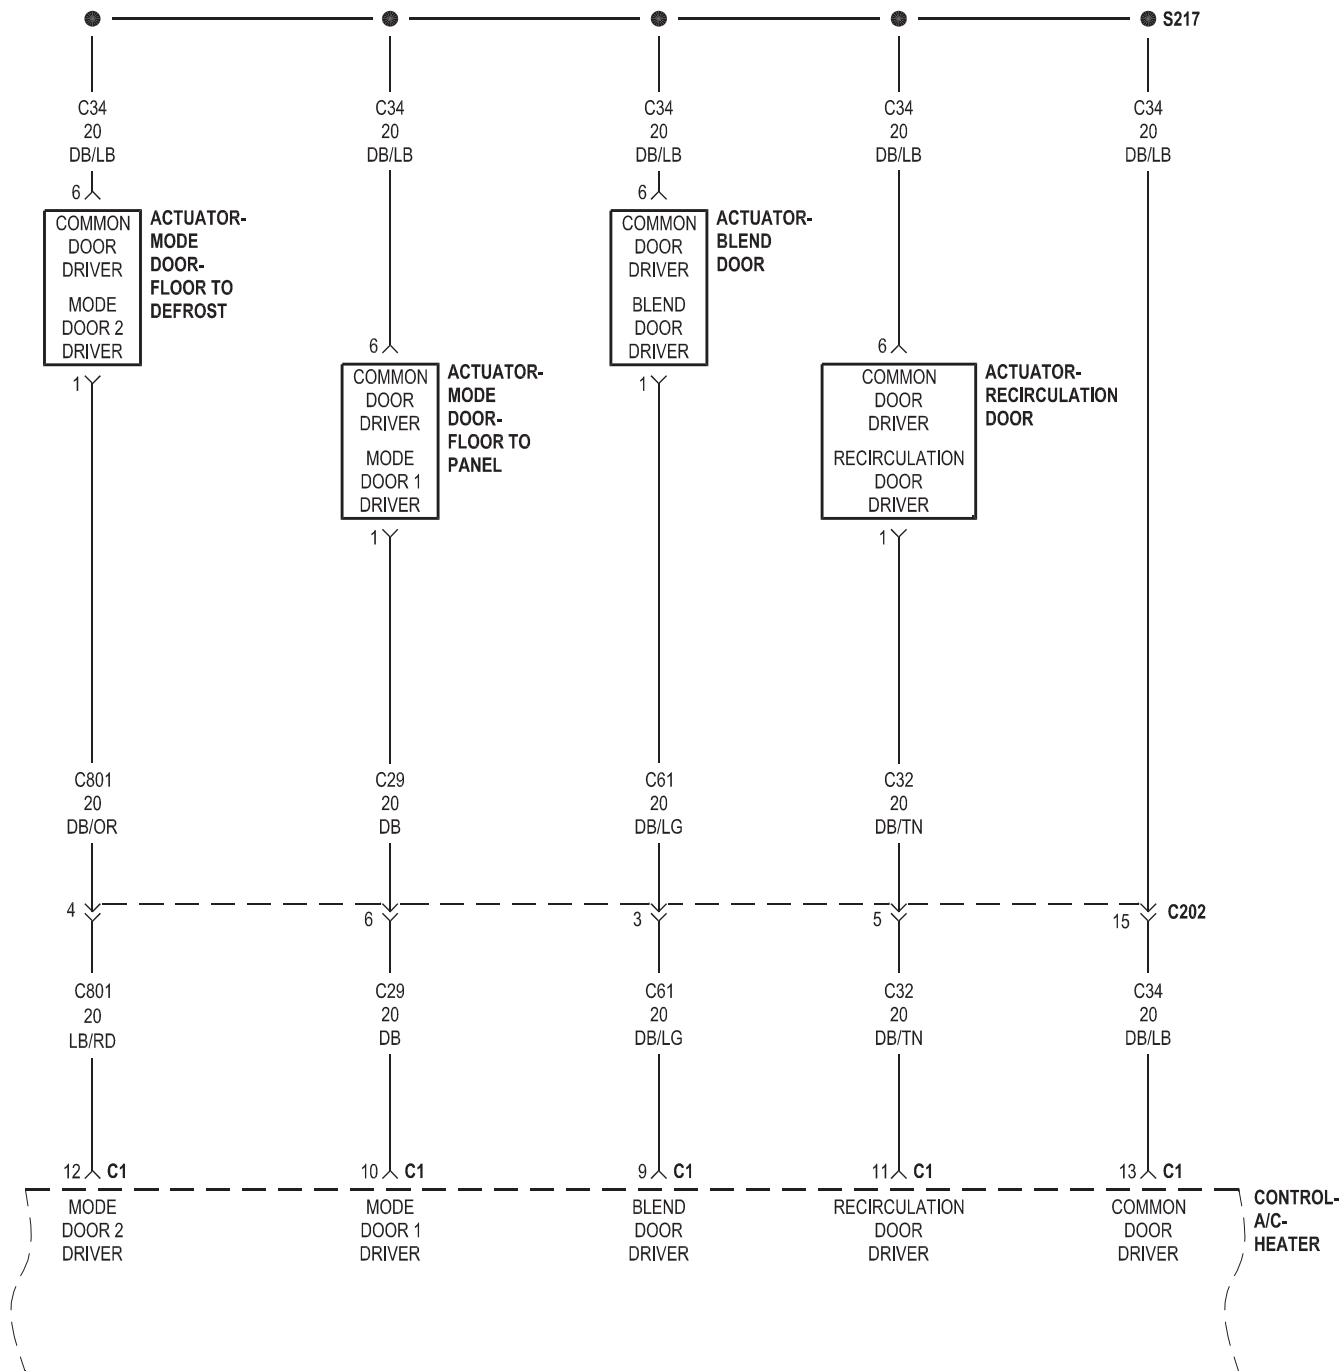 S217
C34
20
DB/LB
C34
20
DB/LB
C34
20
DB/LB
C34
20
DB/LB
C34
20
DB/LB
6
COMMON
DOOR
DRIVER
MODE
DOOR 2
DRIVER
1
ACTUATOR-
MODE
DOOR-
FLOOR TO
DEFROST
6
COMMON
DOOR
DRIVER
MODE
DOOR 1
DRIVER
1
ACTUATOR-
MODE
DOOR-
FLOOR TO
PANEL
6
COMMON
DOOR
DRIVER
BLEND
DOOR
DRIVER
1
ACTUATOR-
BLEND
DOOR
6
COMMON
DOOR
DRIVER
RECIRCULATION
DOOR
DRIVER
1
ACTUATOR-
RECIRCULATION
DOOR
C801
20
DB/OR
C29
20
DB
C61
20
DB/LG
C32
20
DB/TN
4
6
3
5
15
C202
C801
20
LB/RD
C29
20
DB
C61
20
DB/LG
C32
20
DB/TN
C34
20
DB/LB
12 C1
10 C1
9 C1
11 C1
13 C1
MODE
DOOR 2
DRIVER
MODE
DOOR 1
DRIVER
BLEND
DOOR
DRIVER
RECIRCULATION
DOOR
DRIVER
COMMON
DOOR
DRIVER
CONTROL-
A/C-
HEATER